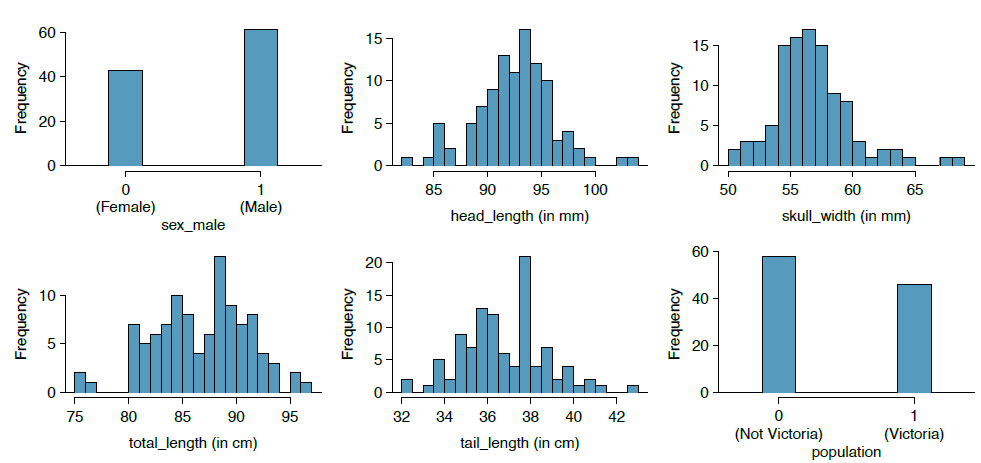 Frequency
60
40
20
0
0
1
(Female)
(Male)
sex_male
Frequency
15
10
5
0
85 90 95 100
head_length (in mm)
Frequency
15
10
5
0
50 55 60 65
skull_width (in mm)
Frequency
10
5
0
75 80 85 90 95
total_length (in cm)
Frequency
20
15
10
5
0
32 34 36 38 40 42
tail_length (in cm)
Frequency
60
40
20
0
0
1
(Not Victoria)
(Victoria)
population